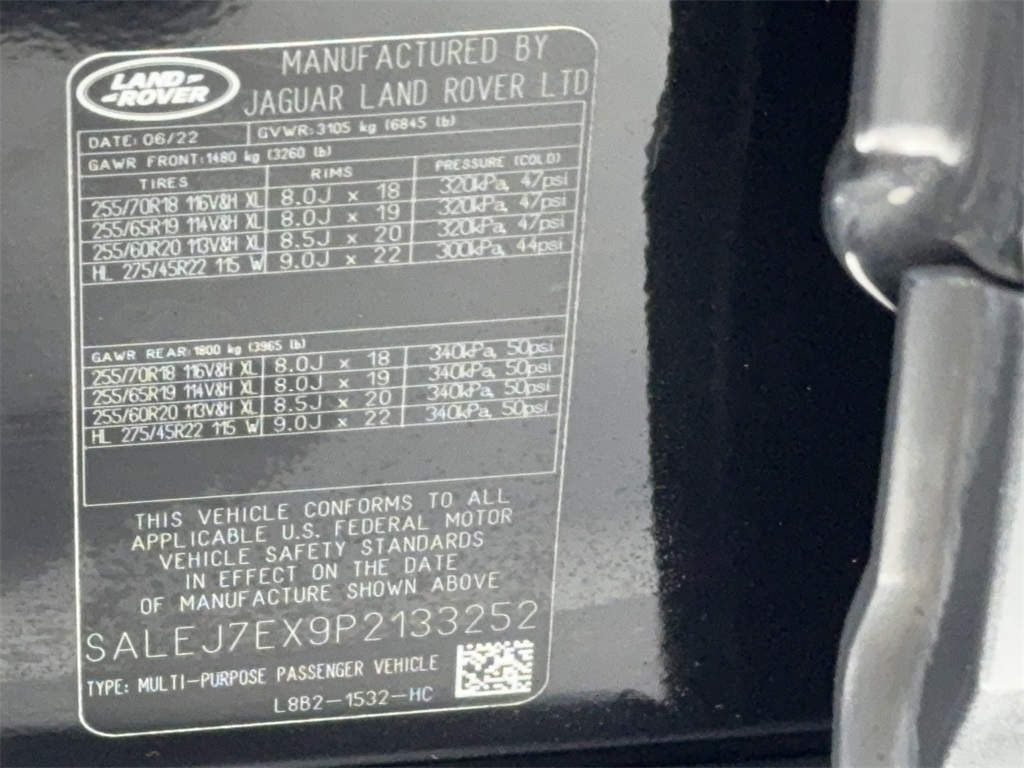 LAND ROVER
MANUFACTURED BY
JAGUAR LAND ROVER LTD
DATE: 06/22 GVWR: 3105 kg (6845 lb)
GAWR FRONT: 1480 kg (3260 lb)
TIRES RIMS PRESSURE (COLD)
255/70R18 116V&H XL 8.0J x 18 320kPa, 47psi
255/65R19 114V&H XL 8.0J x 19 320kPa, 47psi
255/60R20 113V&H XL 8.5J x 20 320kPa, 47psi
HL 275/45R22 115 W 9.0J x 22 300kPa, 44psi
GAWR REAR: 1800 kg (3965 lb)
255/70R18 116V&H XL 8.0J x 18 340kPa, 50psi
255/65R19 114V&H XL 8.0J x 19 340kPa, 50psi
255/60R20 113V&H XL 8.5J x 20 340kPa, 50psi
HL 275/45R22 115 W 9.0J x 22 340kPa, 50psi
THIS VEHICLE CONFORMS TO ALL
APPLICABLE U.S. FEDERAL MOTOR
VEHICLE SAFETY STANDARDS
IN EFFECT ON THE DATE
OF MANUFACTURE SHOWN ABOVE
SALEJ7EX9P2133252
TYPE: MULTI-PURPOSE PASSENGER VEHICLE
L8B2-1532-HC